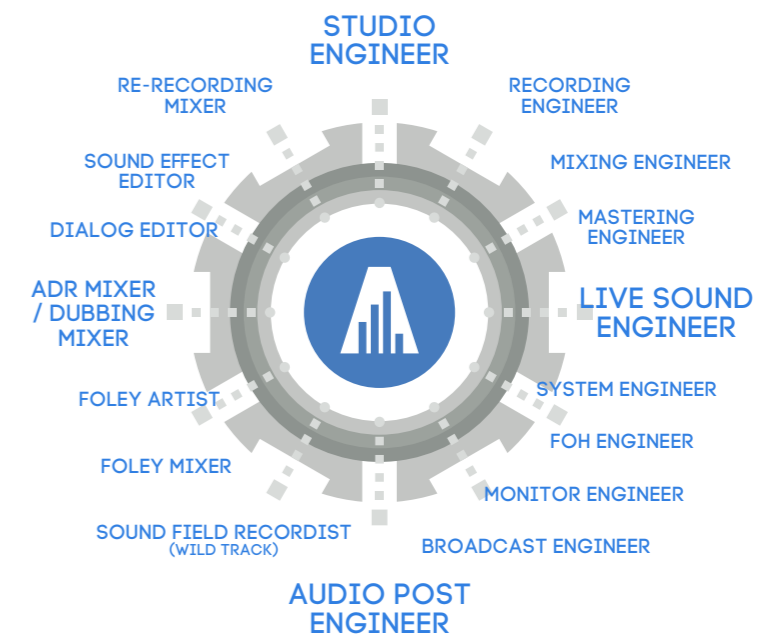 STUDIO
ENGINEER
RE-RECORDING
MIXER
RECORDING
ENGINEER
SOUND EFFECT
EDITOR
MIXING ENGINEER
DIALOG EDITOR
MASTERING
ENGINEER
ADR MIXER
/ DUBBING
MIXER
LIVE SOUND
ENGINEER
FOLEY ARTIST
SYSTEM ENGINEER
FOLEY MIXER
FOH ENGINEER
MONITOR ENGINEER
SOUND FIELD RECORDIST
(WILD TRACK)
BROADCAST ENGINEER
AUDIO POST
ENGINEER